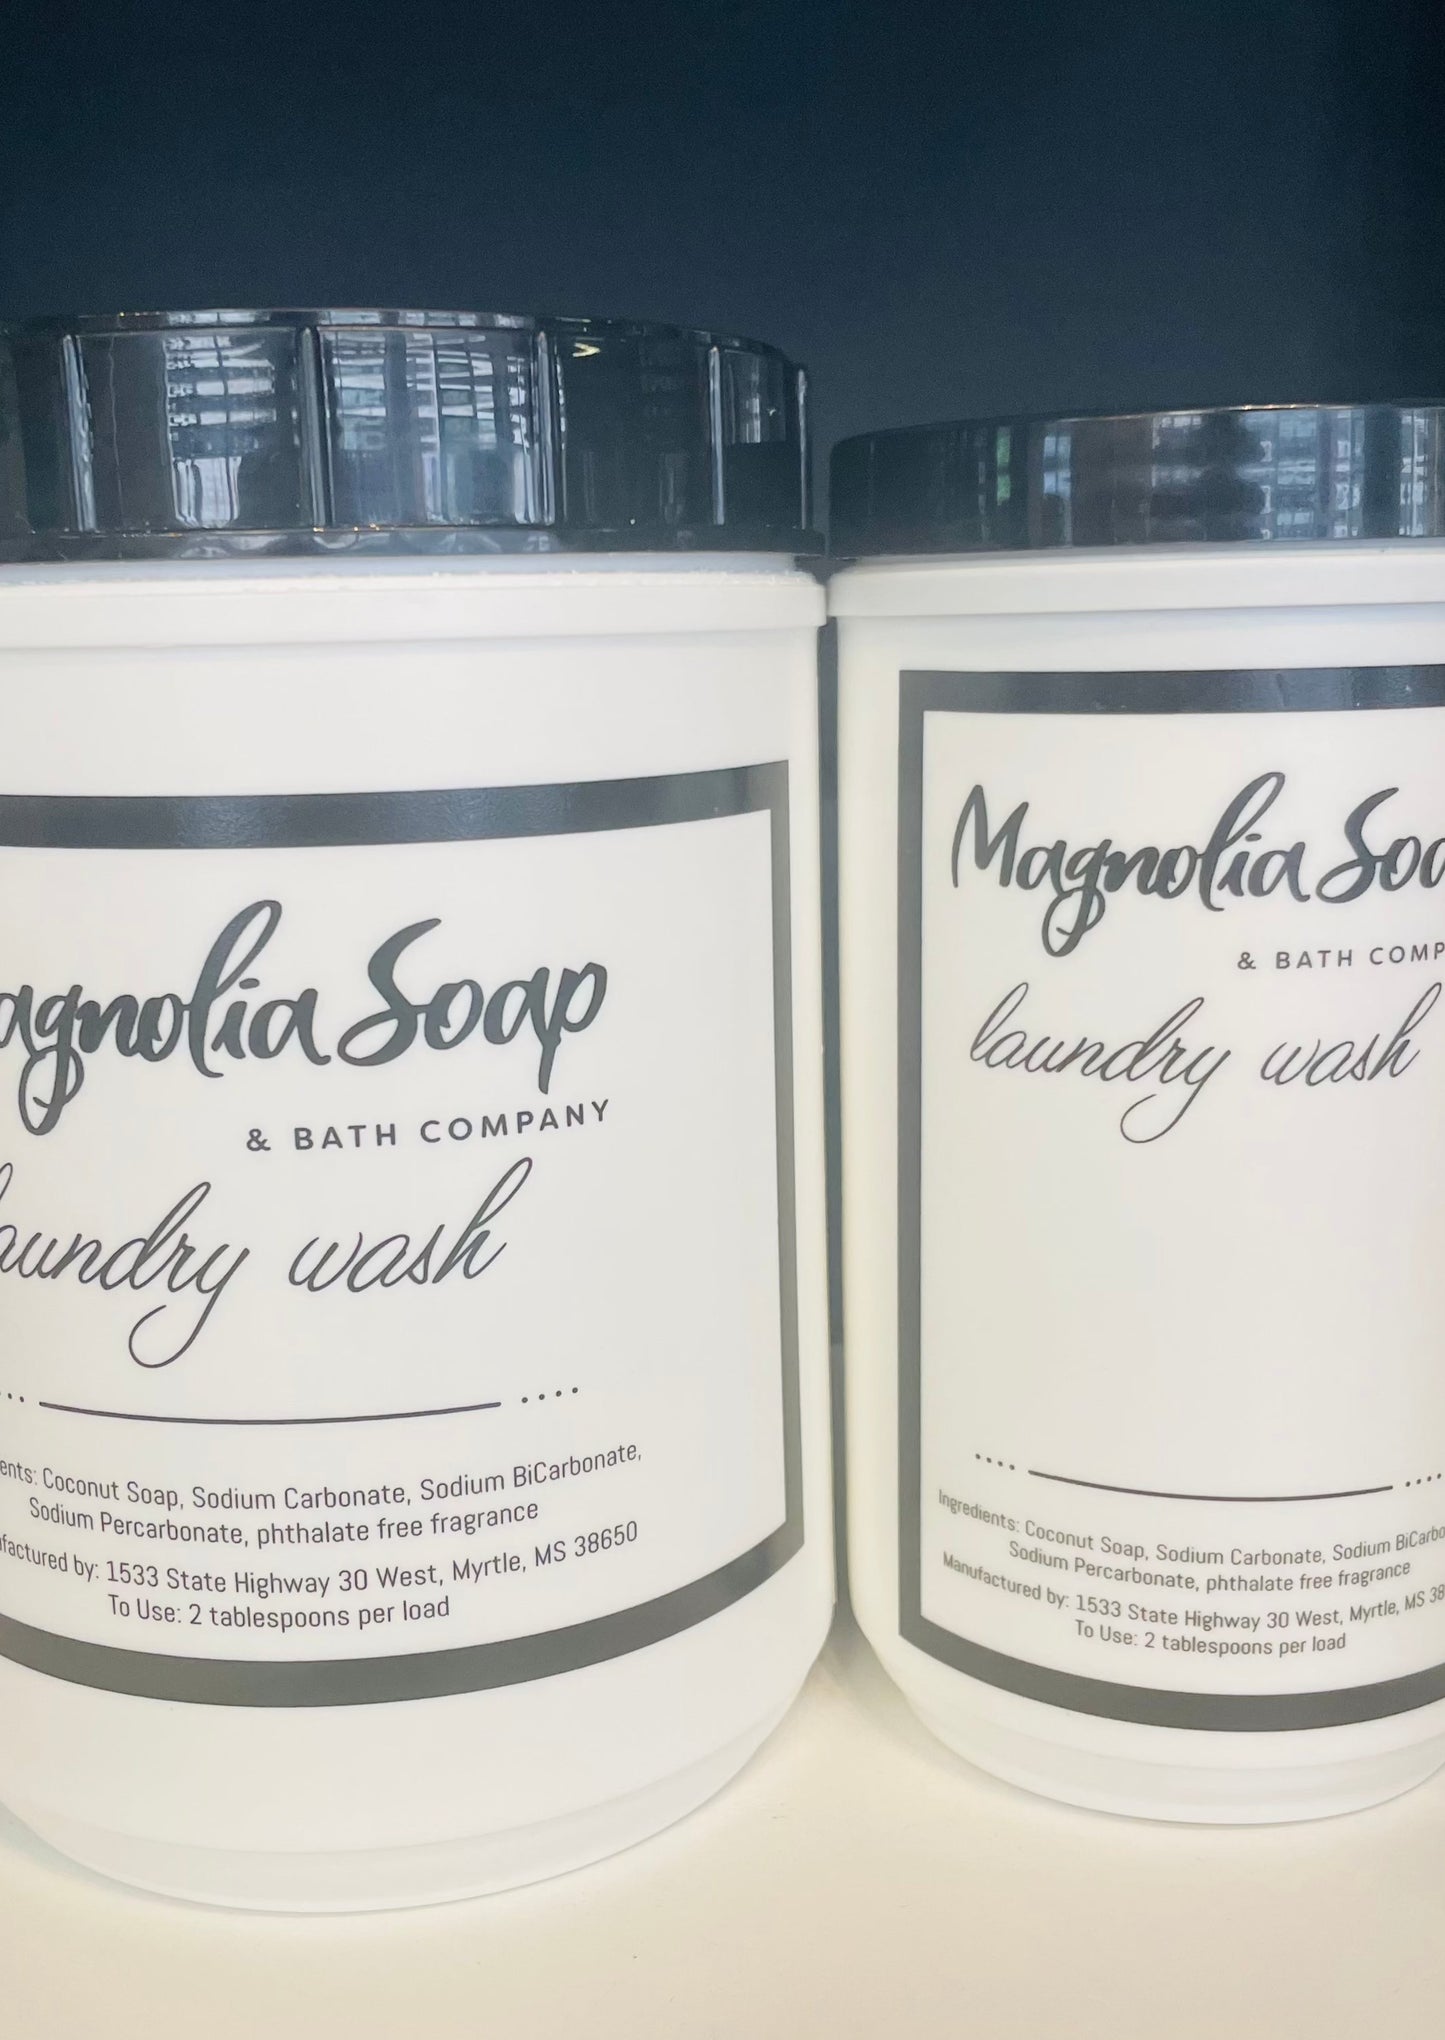 agnolia Soap
& BATH COMPANY
laundry wash
ents: Coconut Soap, Sodium Carbonate, Sodium BiCarbonate,
Sodium Percarbonate, phthalate free fragrance
factured by: 1533 State Highway 30 West, Myrtle, MS 38650
To Use: 2 tablespoons per load
Magnolia Soa
& BATH COMP
laundry wash
Ingredients: Coconut Soap, Sodium Carbonate, Sodium BiCarbo
Sodium Percarbonate, phthalate free fragrance
Manufactured by: 1533 State Highway 30 West, Myrtle, MS 38
To Use: 2 tablespoons per load